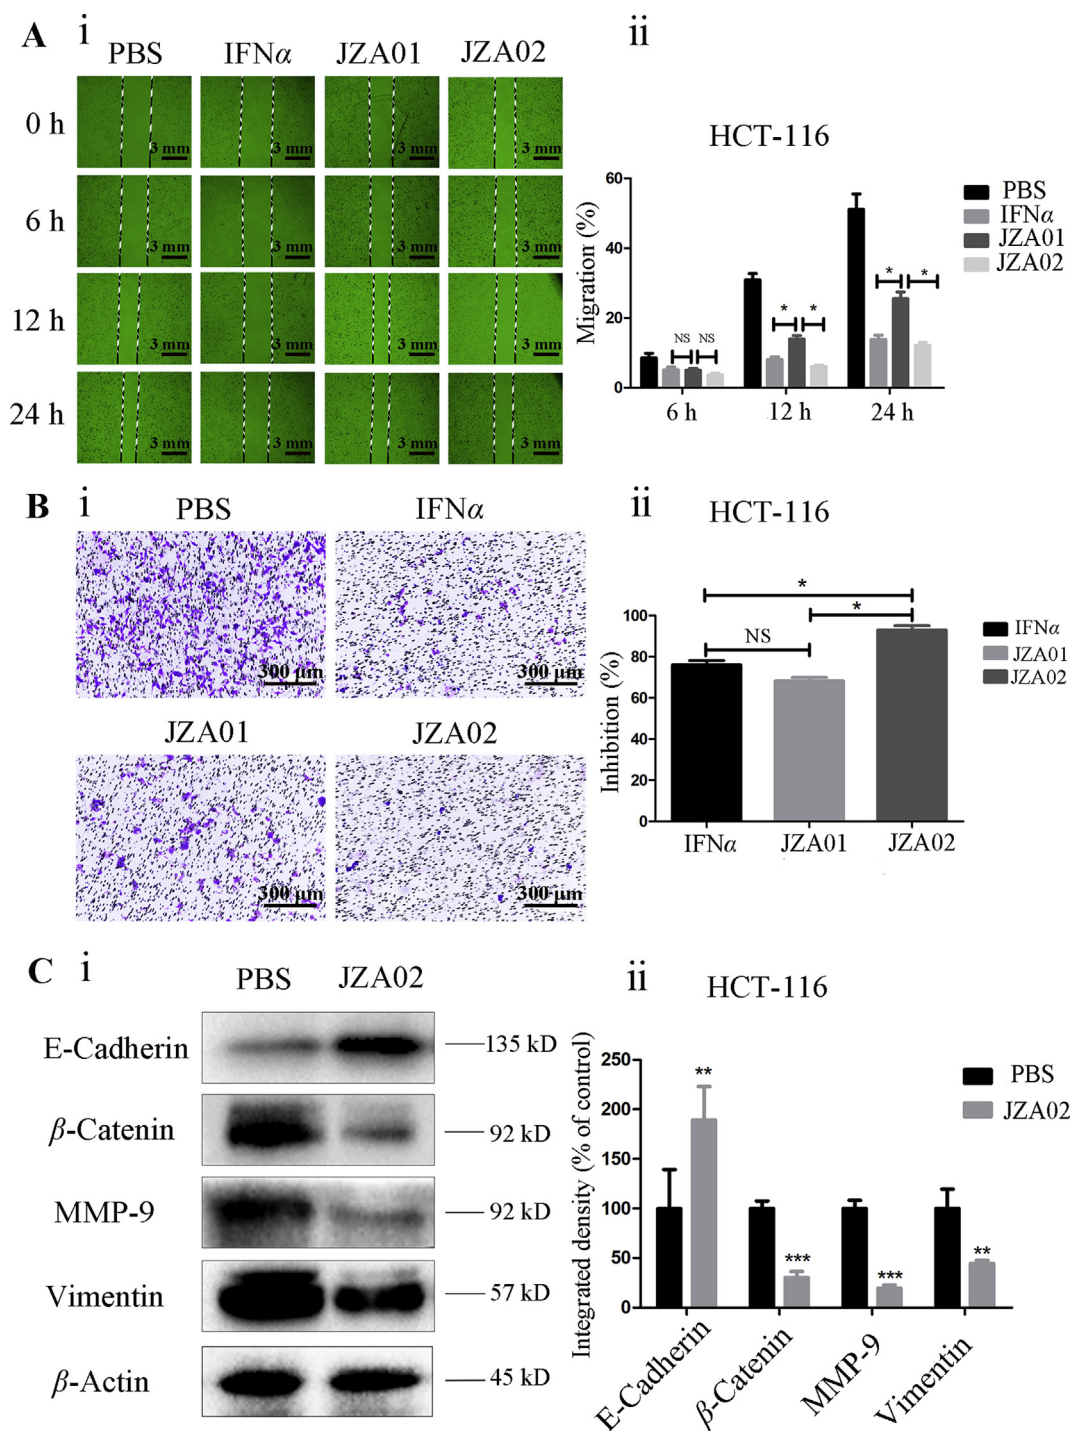 A i ii
PBS IFNα JZA01 JZA02
0 h
3 mm 3 mm 3 mm 3 mm
6 h
3 mm 3 mm 3 mm 3 mm
12 h
3 mm 3 mm 3 mm 3 mm
24 h
3 mm 3 mm 3 mm 3 mm
HCT-116
Migration (%)
60
40
20
0
NS NS
* *
* *
6 h 12 h 24 h
PBS
IFNα
JZA01
JZA02
B i ii
PBS IFNα
300 μm 300 μm
JZA01 JZA02
300 μm 300 μm
HCT-116
Inhibition (%)
100
80
60
40
20
0
*
*
NS
IFNα JZA01 JZA02
IFNα
JZA01
JZA02
C i ii
PBS JZA02
E-Cadherin 135 kD
β-Catenin 92 kD
MMP-9 92 kD
Vimentin 57 kD
β-Actin 45 kD
HCT-116
Integrated density (% of control)
250
200
150
100
50
0
** *** *** **
E-Cadherin β-Catenin MMP-9 Vimentin
PBS
JZA02